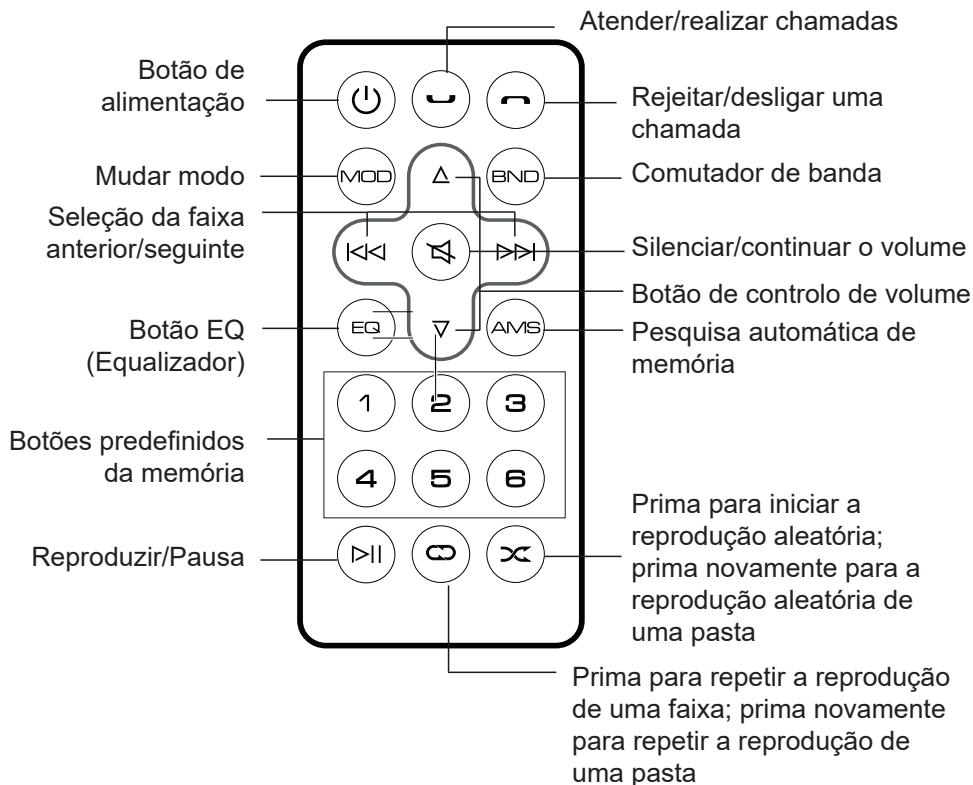 Atender/realizar chamadas
Botão de
alimentação
Rejeitar/desligar uma
chamada
MOD
BND
Mudar modo
Comutador de banda
Seleção da faixa
anterior/seguinte
Silenciar/continuar o volume
Botão de controlo de volume
EQ
AMS
Botão EQ
(Equalizador)
Pesquisa automática de
memória
1 2 3
Botões predefinidos
da memória
4 5 6
Reproduzir/Pausa
Prima para iniciar a
reprodução aleatória;
prima novamente para a
reprodução aleatória de
uma pasta
Prima para repetir a reprodução
de uma faixa; prima novamente
para repetir a reprodução de
uma pasta